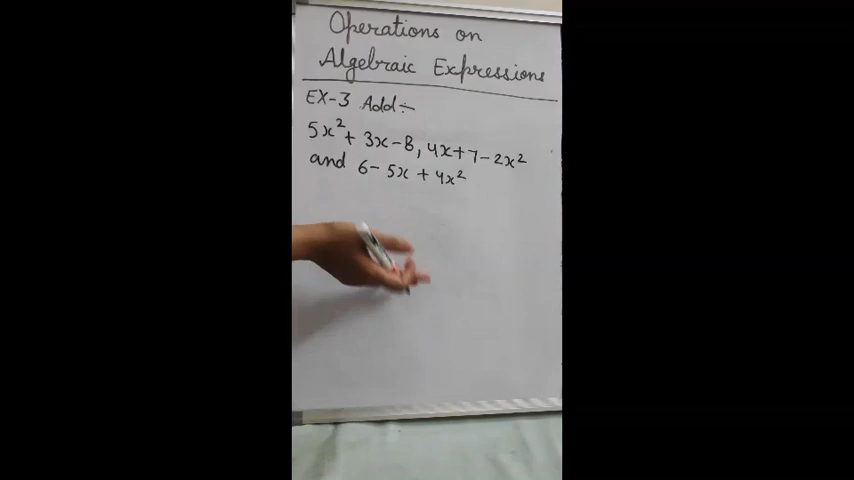 Operations on
Algebraic Expressions
EX-3 Add ÷
5x² + 3x - 8, 4x + 7 - 2x²
and 6 - 5x + 4x²